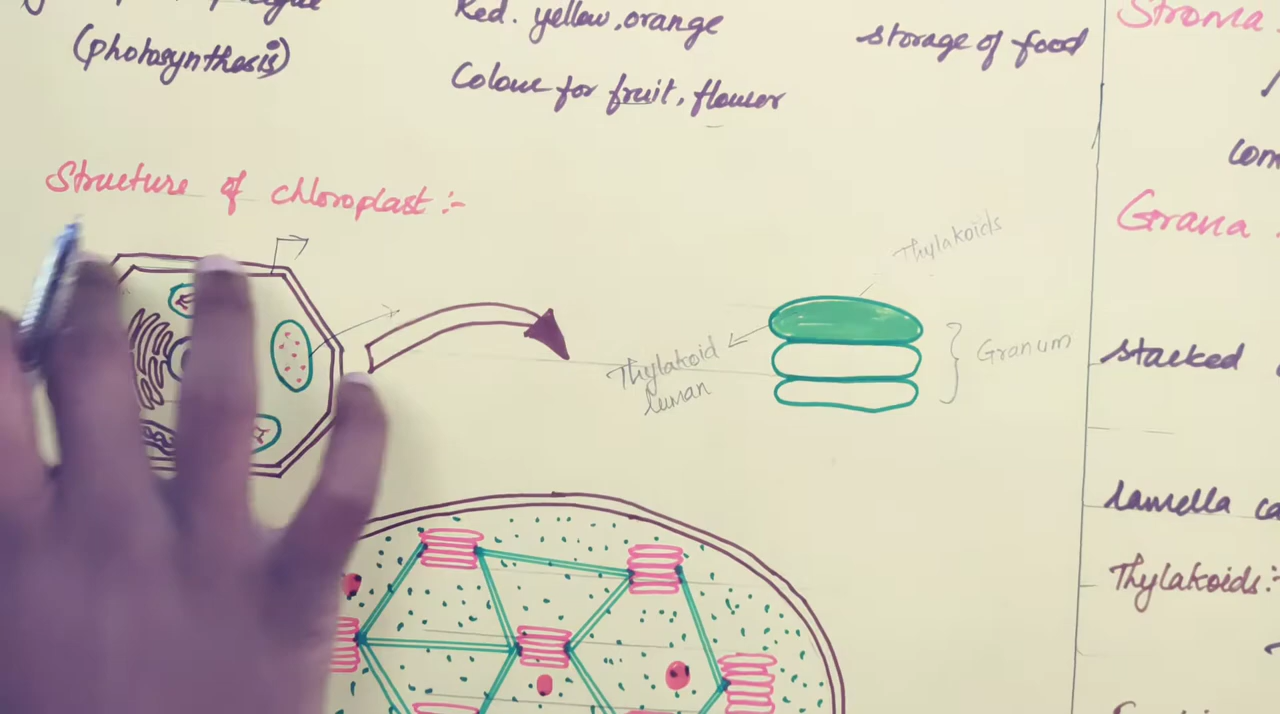 (photosynthesis)
Red. yellow, orange
Colour for fruit, flower
storage of food
Structure of chloroplast :-
Thylakoids
Thylakoid
luman
Granum
Stroma
Grana
stacked
lamella
Thylakoids :-